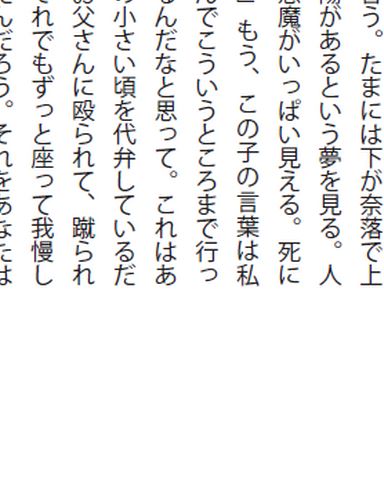 う。たまには下が奈落で上
があるという夢を見る。人
悪魔がいっぱい見える。死に
」もう、この子の言葉は私
んでこういうところまで行っ
るんだなと思って。これはあ
の小さい頃を代弁しているだ
お父さんに殴られて、蹴られ
それでもずっと座って我慢し
んだろう。それをあなたは